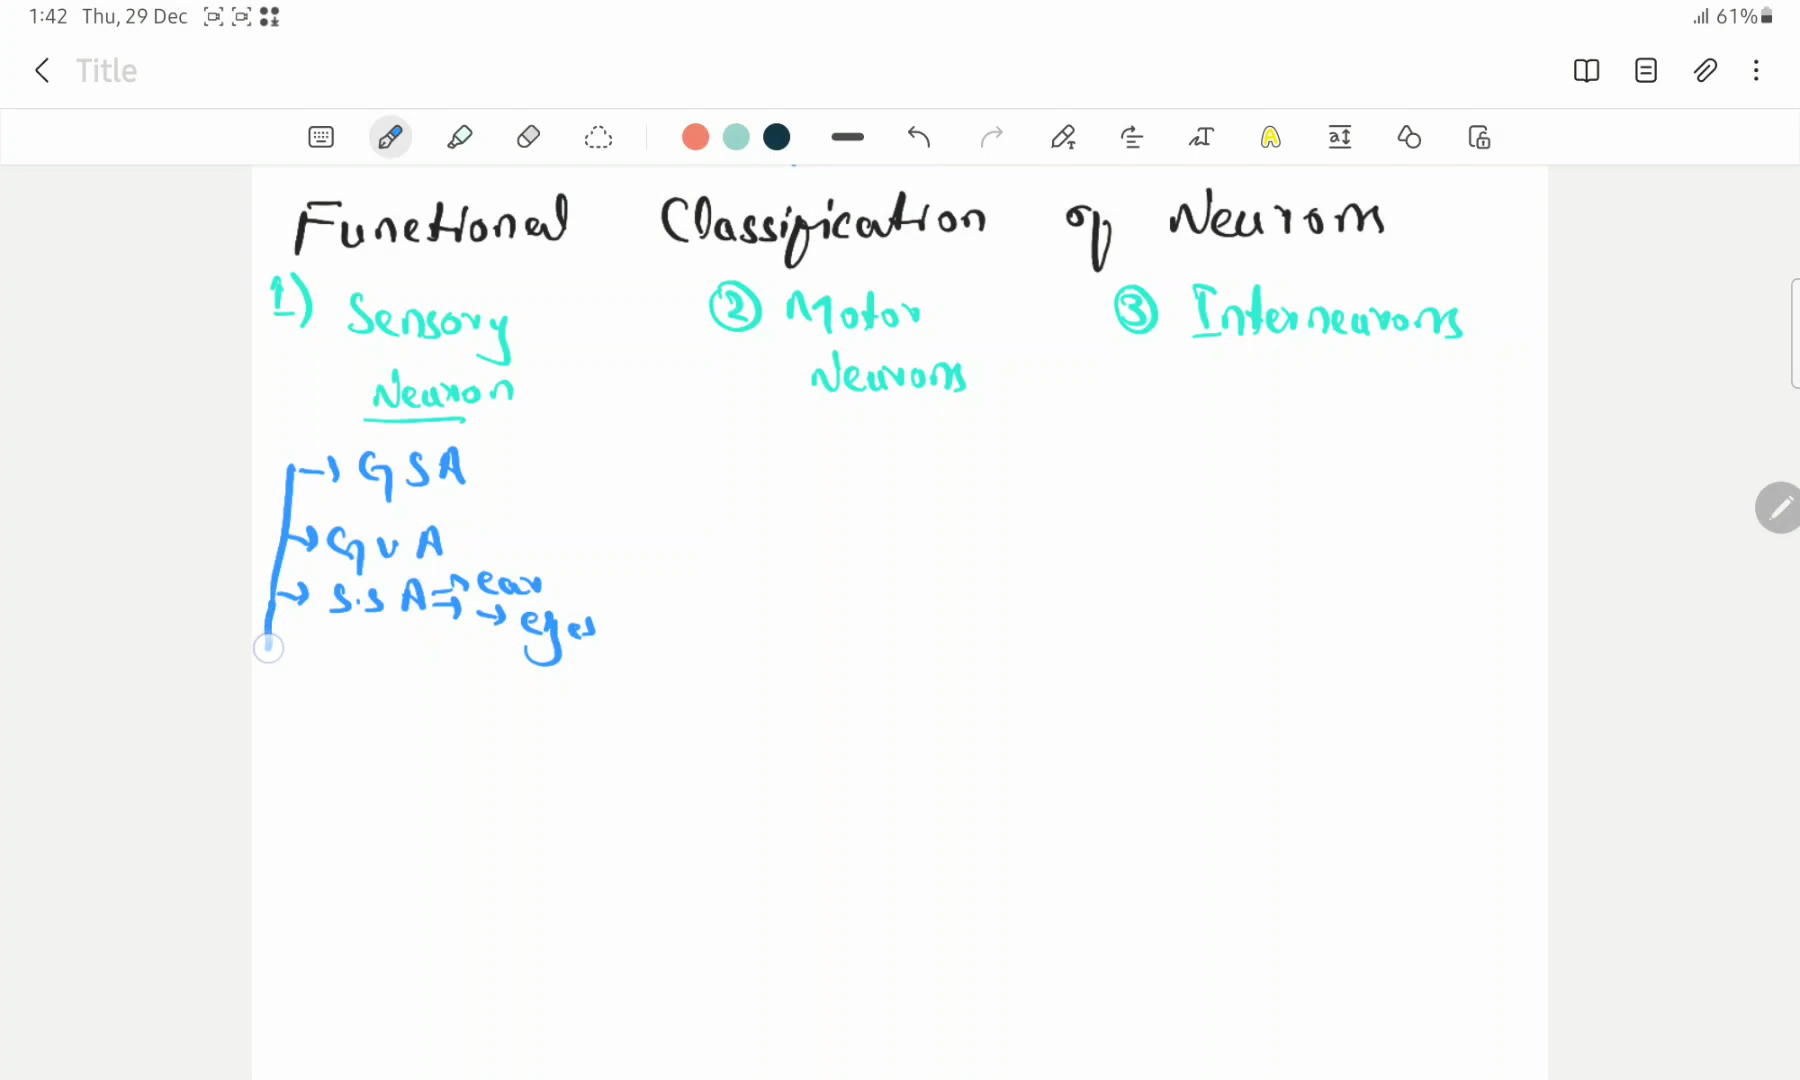 1:42 Thu, 29 Dec
61%
Title
Functional Classification of Neurons
1) Sensory Neuron
② Motor Neurons
③ Interneurons
→ GSA
→ GVA
→ S.S A → ear
→ eyes